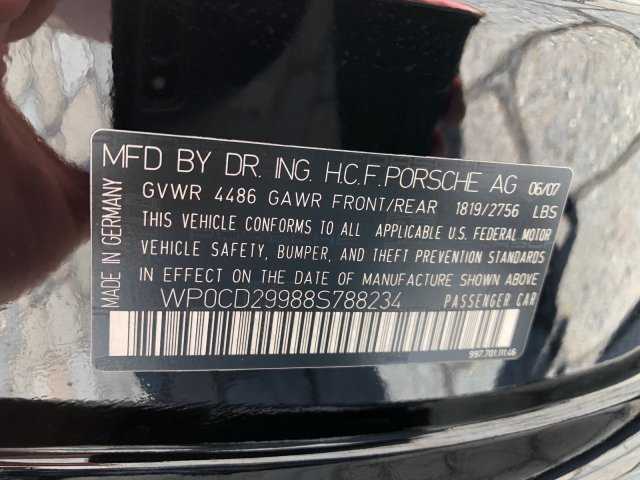 MFD BY DR. ING. H.C.F. PORSCHE AG 06/07
GVWR 4486 GAWR FRONT/REAR 1819/2756 LBS
THIS VEHICLE CONFORMS TO ALL APPLICABLE U.S. FEDERAL MOTOR
VEHICLE SAFETY, BUMPER, AND THEFT PREVENTION STANDARDS
IN EFFECT ON THE DATE OF MANUFACTURE SHOWN ABOVE.
WP0CD29988S788234 PASSENGER CAR
997.701.111.46
MADE IN GERMANY